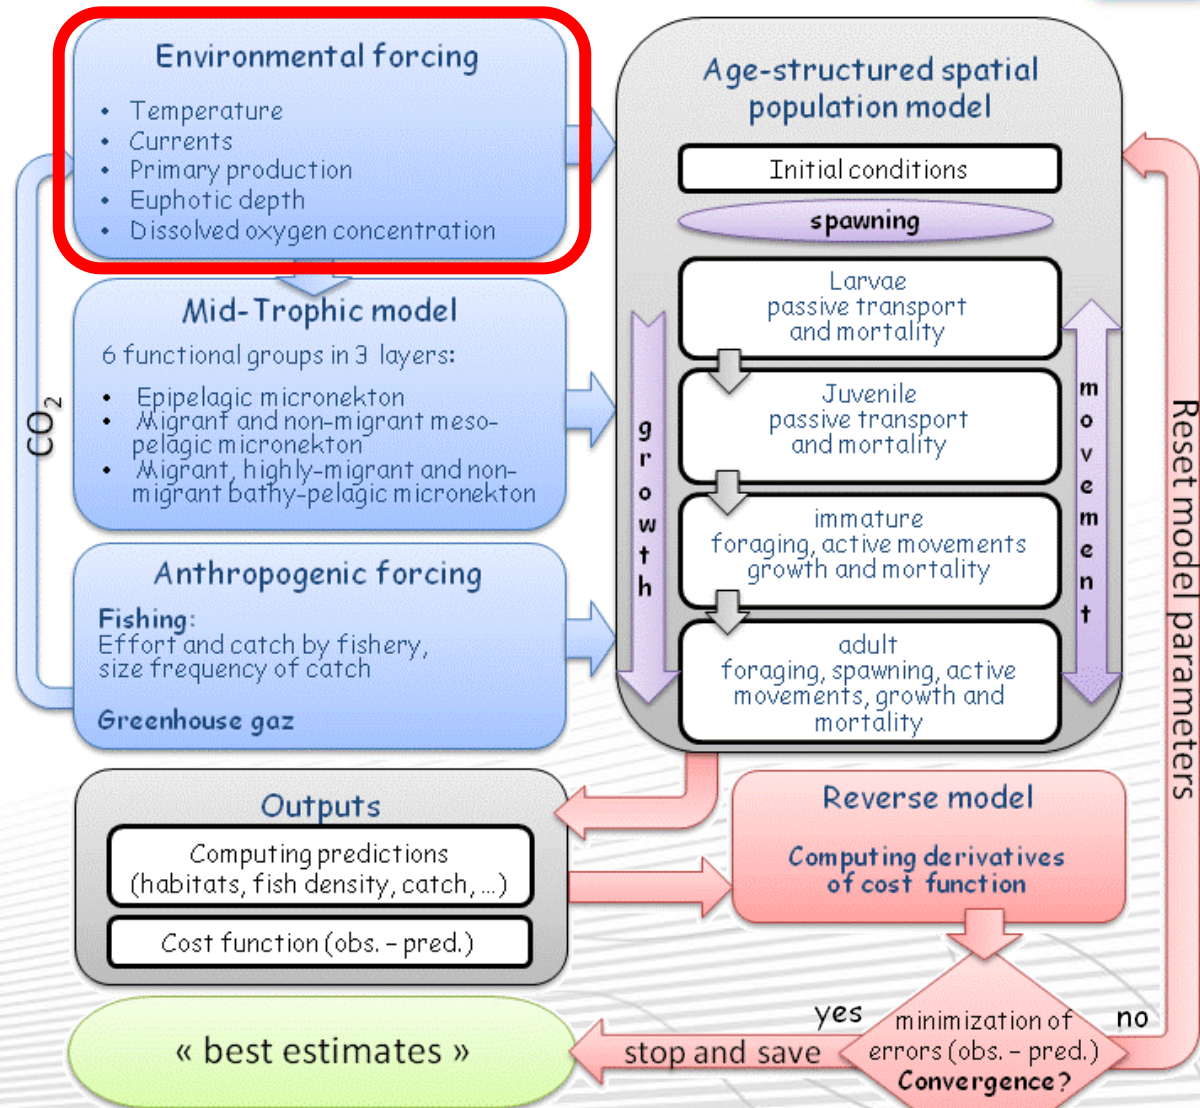 Environmental forcing
• Temperature
• Currents
• Primary production
• Euphotic depth
• Dissolved oxygen concentration
Mid-Trophic model
6 functional groups in 3 layers:
• Epipelagic micronekton
• Migrant and non-migrant meso-
pelagic micronekton
• Migrant, highly-migrant and non-
migrant bathy-pelagic micronekton
CO₂
Anthropogenic forcing
Fishing:
Effort and catch by fishery,
size frequency of catch
Greenhouse gaz
Age-structured spatial
population model
Initial conditions
spawning
Larvae
passive transport
and mortality
Juvenile
passive transport
and mortality
immature
foraging, active movements
growth and mortality
adult
foraging, spawning, active
movements, growth and
mortality
growth
movement
Reset model parameters
Outputs
Computing predictions
(habitats, fish density, catch, ...)
Cost function (obs. – pred.)
Reverse model
Computing derivatives
of cost function
minimization of
errors (obs. – pred.)
Convergence?
yes
no
stop and save
« best estimates »